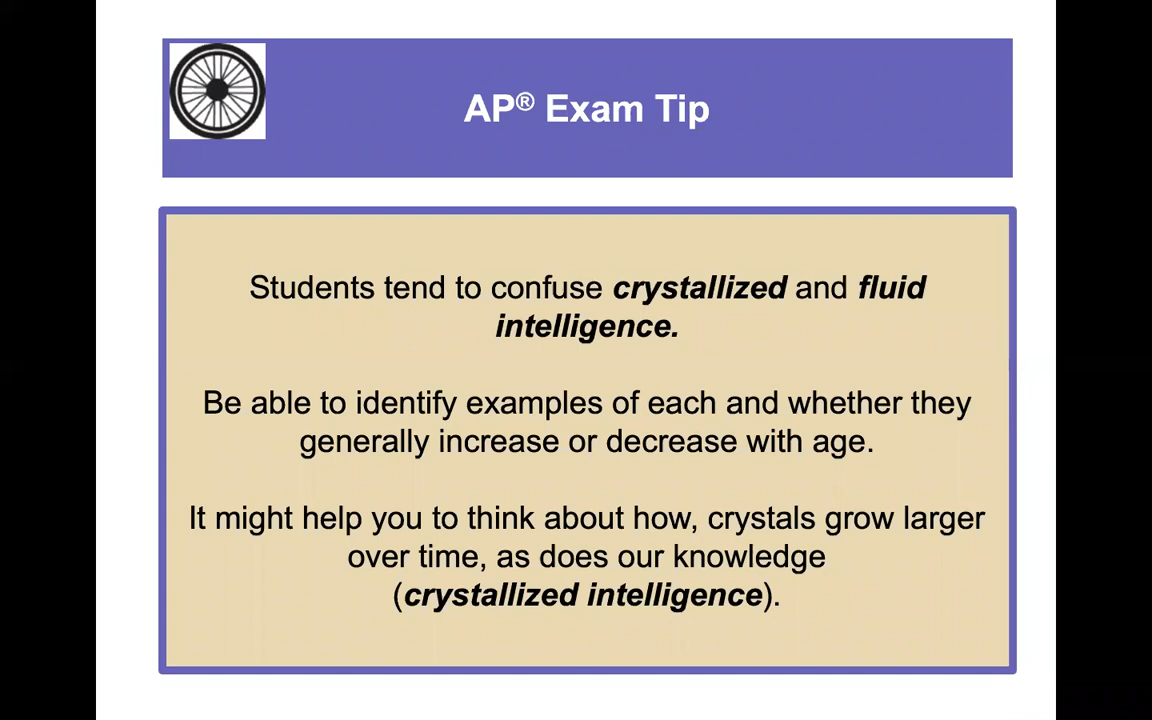 AP® Exam Tip
Students tend to confuse crystallized and fluid
intelligence.
Be able to identify examples of each and whether they
generally increase or decrease with age.
It might help you to think about how, crystals grow larger
over time, as does our knowledge
(crystallized intelligence).